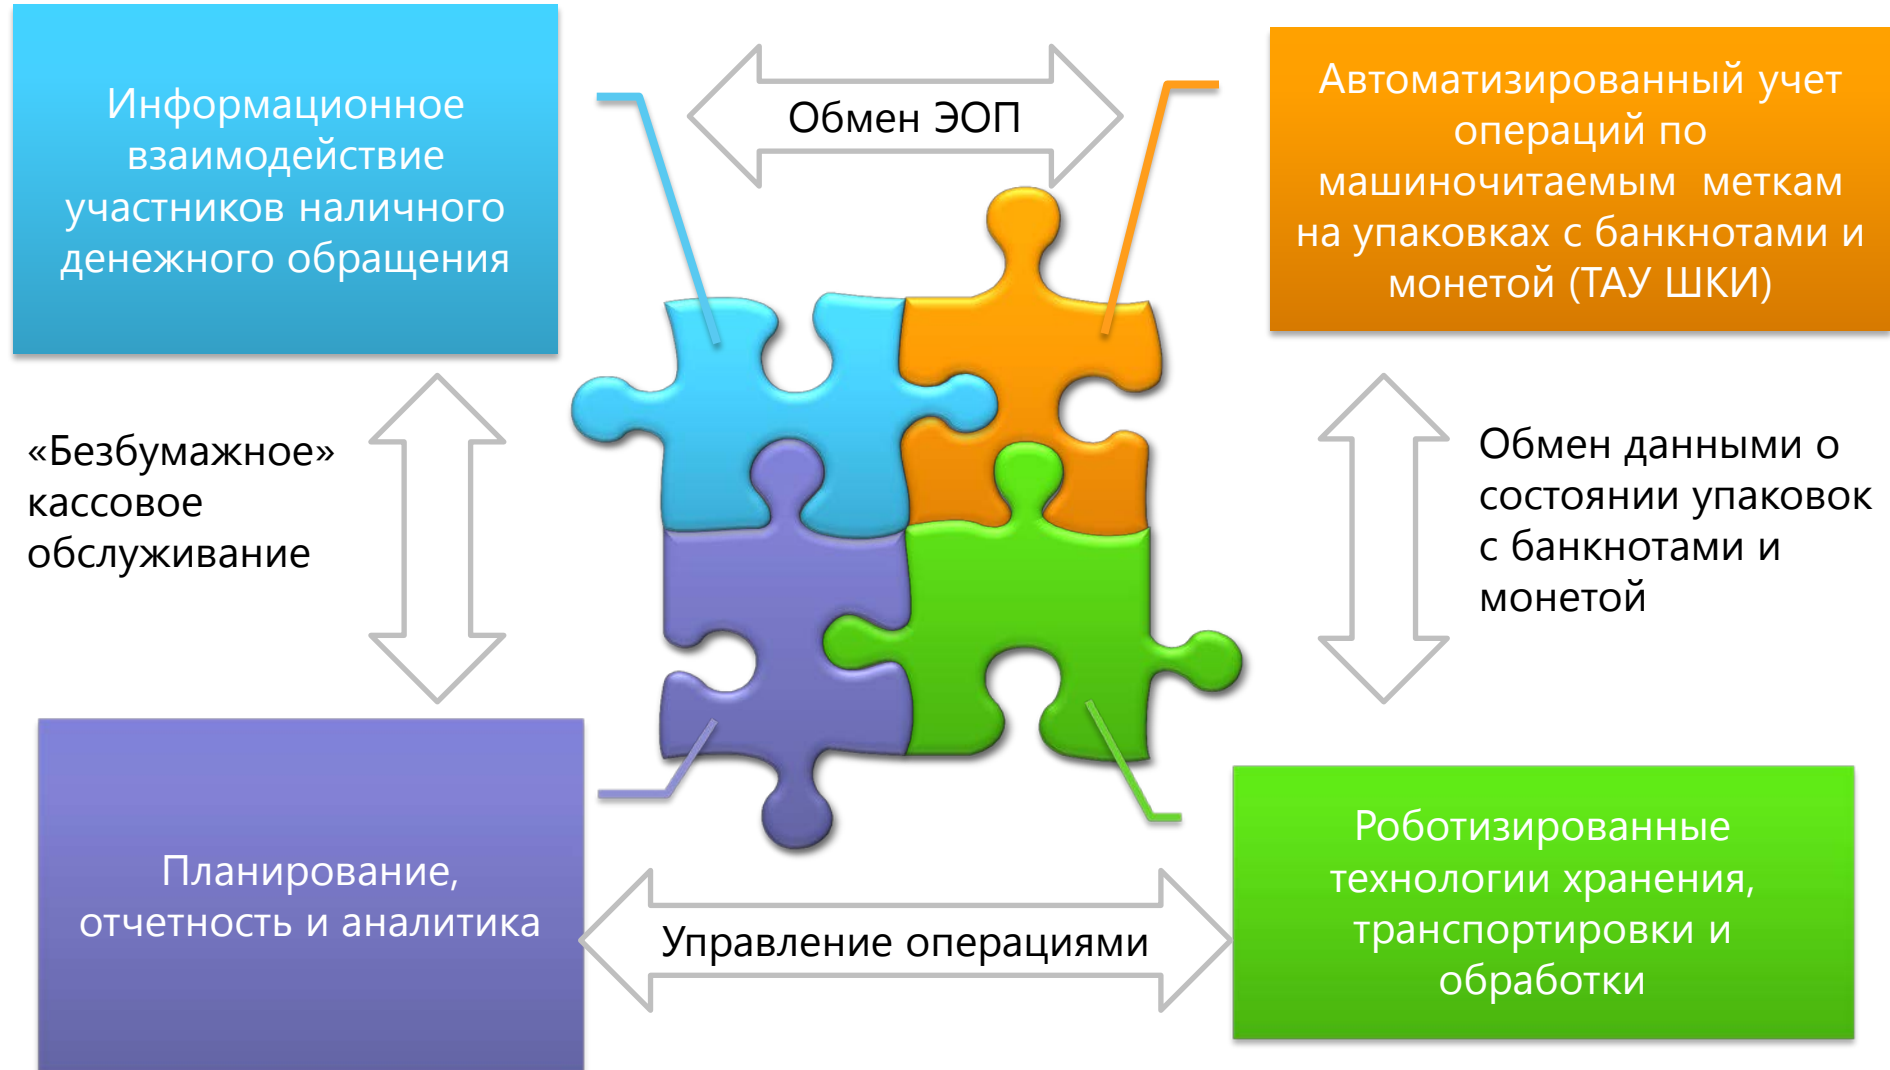 Информационное
взаимодействие
участников наличного
денежного обращения
Обмен ЭОП
Автоматизированный учет
операций по
машиночитаемым  меткам
на упаковках с банкнотами и
монетой (ТАУ ШКИ)
«Безбумажное»
кассовое
обслуживание
Обмен данными о
состоянии упаковок
с банкнотами и
монетой
Планирование,
отчетность и аналитика
Управление операциями
Роботизированные
технологии хранения,
транспортировки и
обработки